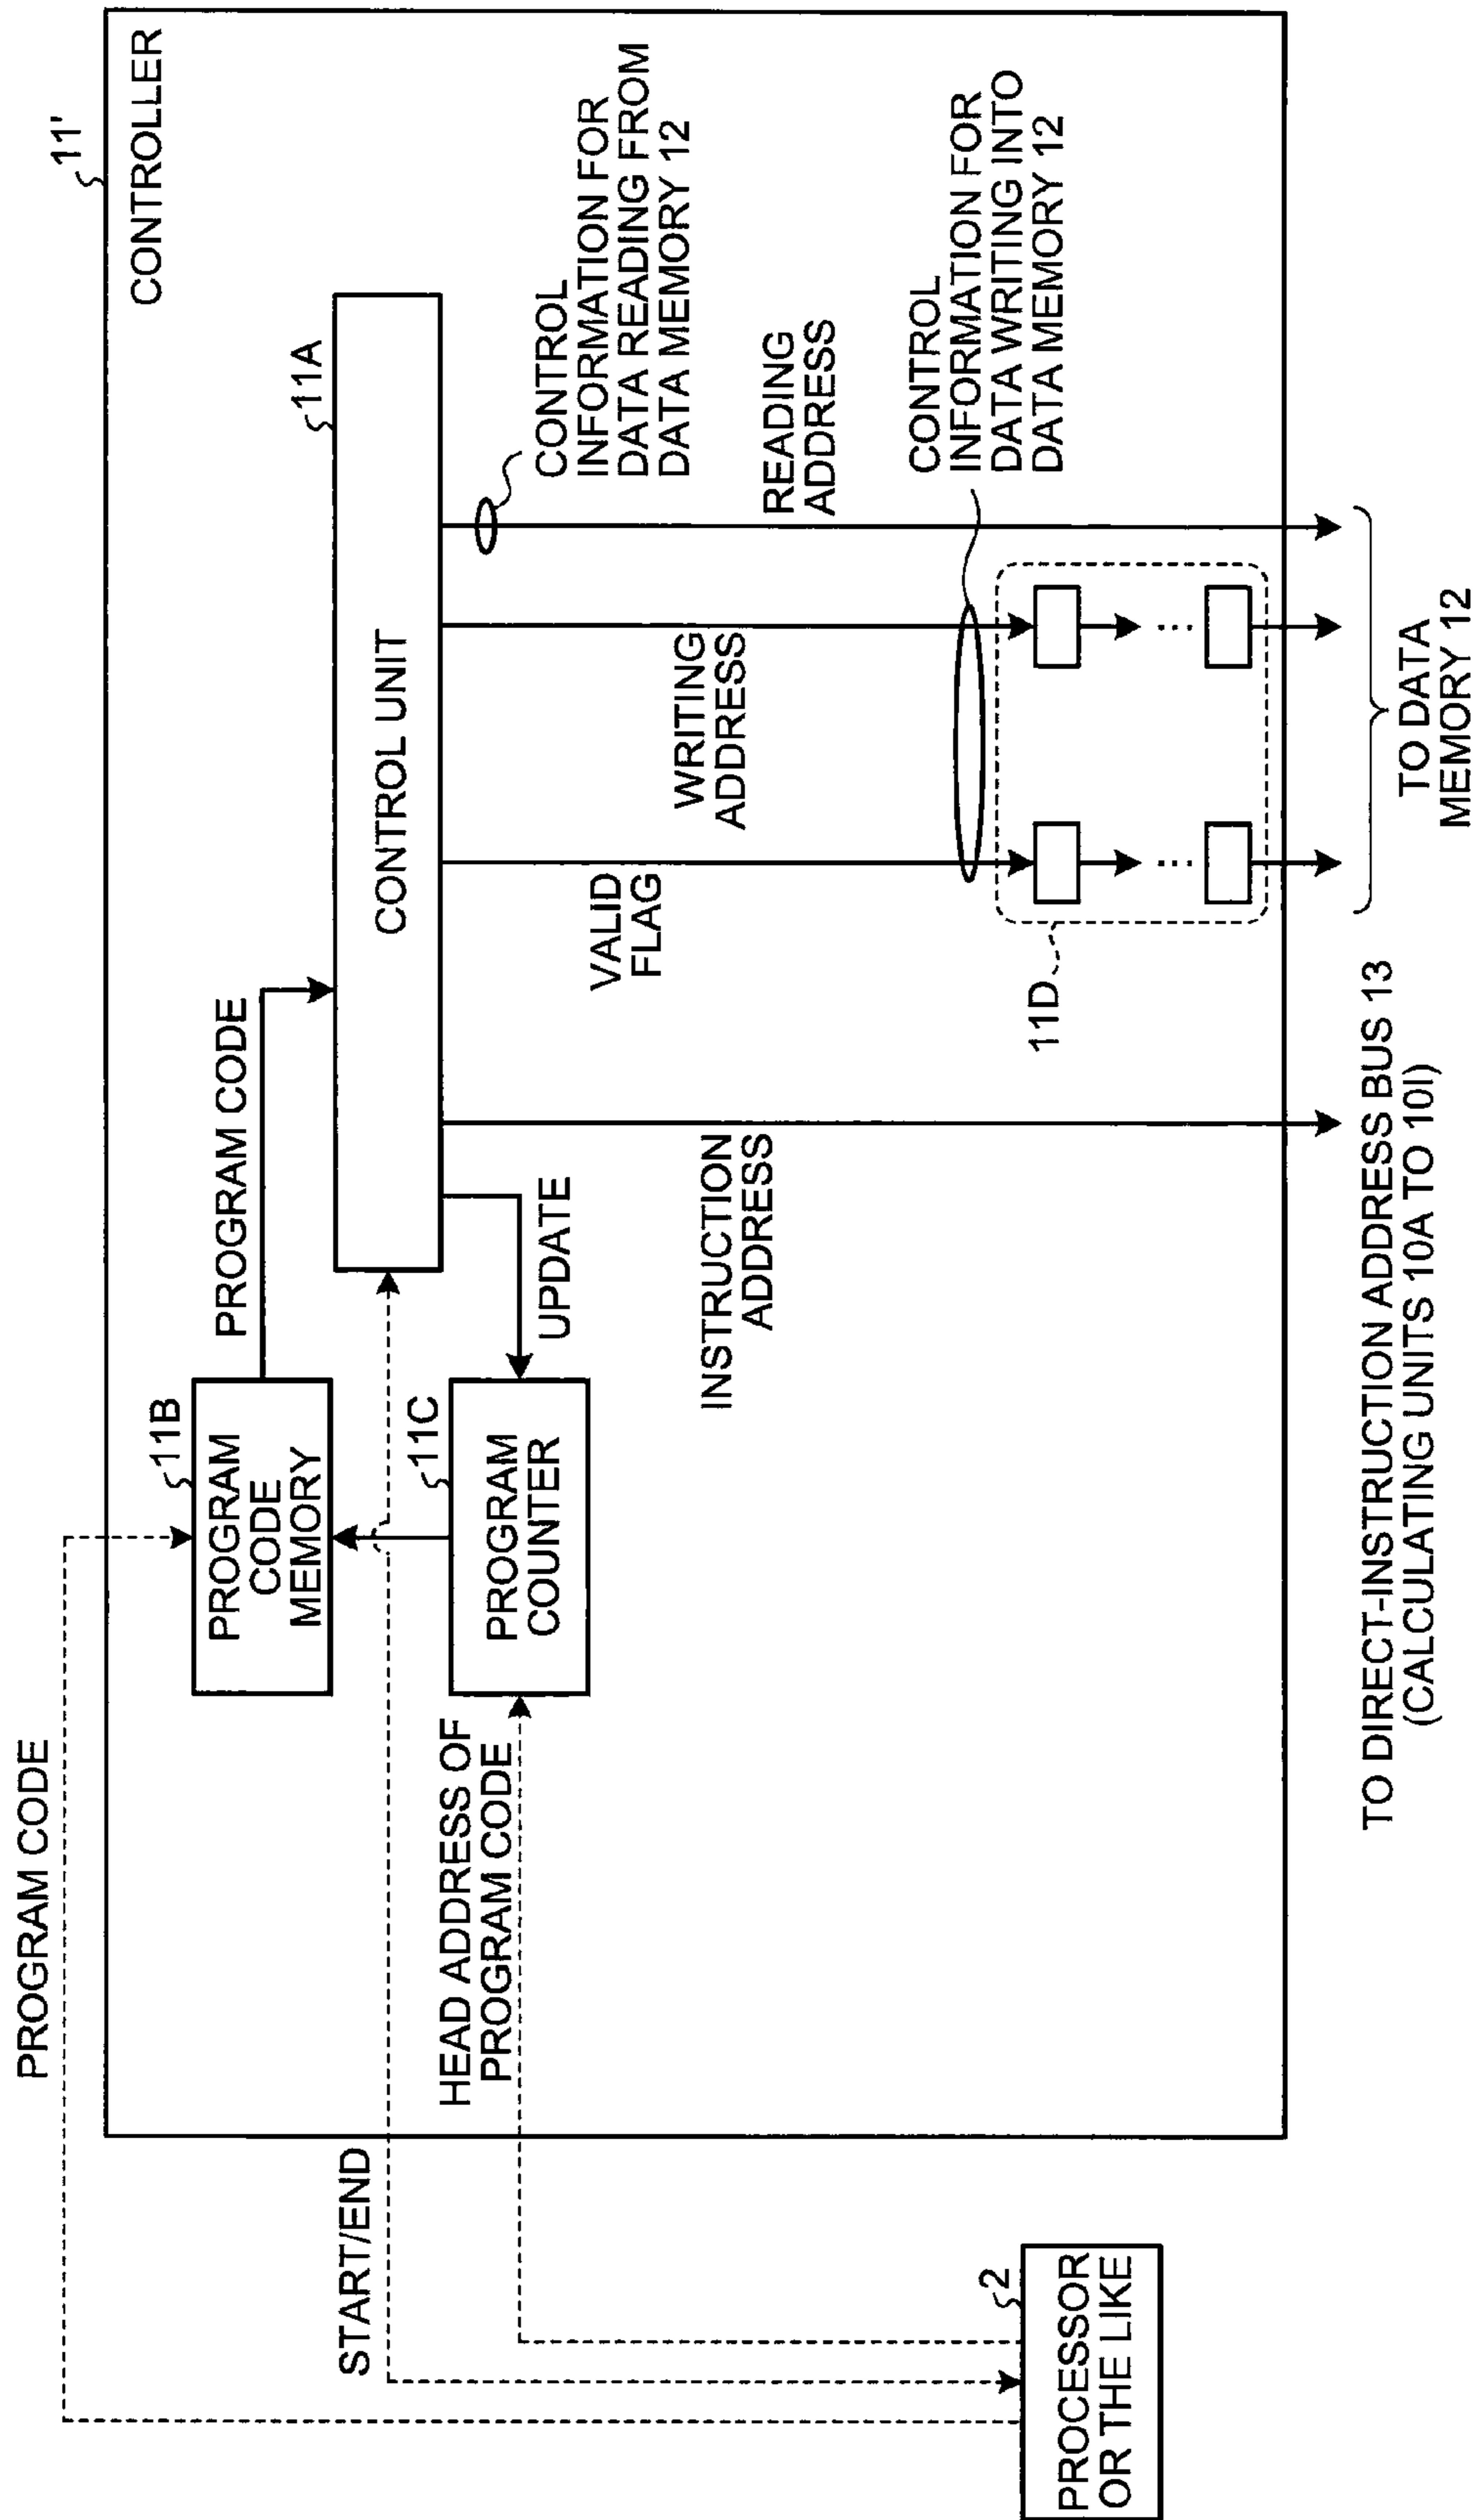 PROGRAM CODE
11'
CONTROLLER
START/END
HEAD ADDRESS OF
PROGRAM CODE
11B
PROGRAM
CODE
MEMORY
PROGRAM CODE
11A
CONTROL UNIT
11C
PROGRAM
COUNTER
UPDATE
INSTRUCTION
ADDRESS
VALID
FLAG
WRITING
ADDRESS
CONTROL
INFORMATION FOR
DATA READING FROM
DATA MEMORY 12
READING
ADDRESS
CONTROL
INFORMATION FOR
DATA WRITING INTO
DATA MEMORY 12
11D
2
PROCESSOR
OR THE LIKE
TO DIRECT-INSTRUCTION ADDRESS BUS 13
(CALCULATING UNITS 10A TO 10I)
TO DATA
MEMORY 12